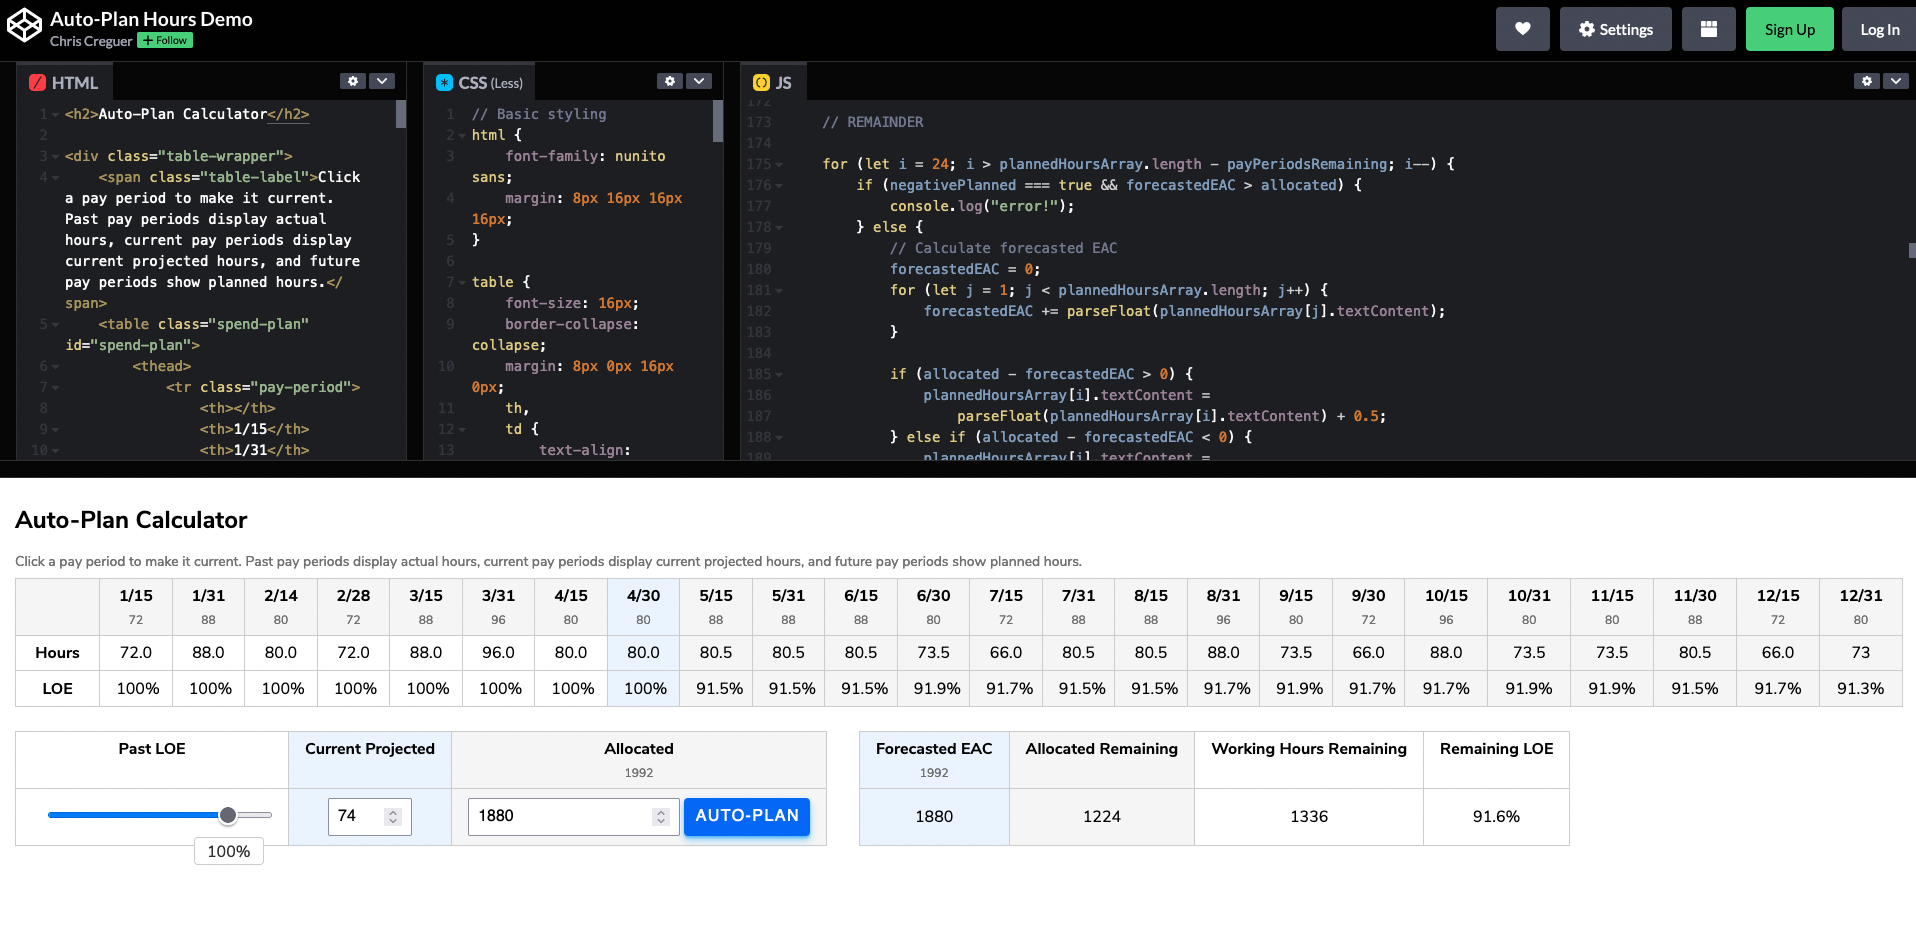 Auto-Plan Hours Demo
Chris Creguer + Follow
Settings
Sign Up
Log In
HTML
1 <h2>Auto-Plan Calculator</h2>
2
3 <div class="table-wrapper">
4 <span class="table-label">Click
a pay period to make it current.
Past pay periods display actual
hours, current pay periods display
current projected hours, and future
pay periods show planned hours.</
span>
5 <table class="spend-plan"
id="spend-plan">
6 <thead>
7 <tr class="pay-period">
8 <th></th>
9 <th>1/15</th>
10 <th>1/31</th>
CSS (Less)
1 // Basic styling
2 html {
3 font-family: nunito
sans;
4 margin: 8px 16px 16px
16px;
5 }
6
7 table {
8 font-size: 16px;
9 border-collapse:
collapse;
10 margin: 8px 0px 16px
0px;
11 th,
12 td {
13 text-align:
JS
172
173 // REMAINDER
174
175 for (let i = 24; i > plannedHoursArray.length - payPeriodsRemaining; i--) {
176 if (negativePlanned === true && forecastedEAC > allocated) {
177 console.log("error!");
178 } else {
179 // Calculate forecasted EAC
180 forecastedEAC = 0;
181 for (let j = 1; j < plannedHoursArray.length; j++) {
182 forecastedEAC += parseFloat(plannedHoursArray[j].textContent);
183 }
184
185 if (allocated - forecastedEAC > 0) {
186 plannedHoursArray[i].textContent =
187 parseFloat(plannedHoursArray[i].textContent) + 0.5;
188 } else if (allocated - forecastedEAC < 0) {
189 plannedHoursArray[i].textContent =
Auto-Plan Calculator
Click a pay period to make it current. Past pay periods display actual hours, current pay periods display current projected hours, and future pay periods show planned hours.
1/15 1/31 2/14 2/28 3/15 3/31 4/15 4/30 5/15 5/31 6/15 6/30 7/15 7/31 8/15 8/31 9/15 9/30 10/15 10/31 11/15 11/30 12/15 12/31
72 88 80 72 88 96 80 80 88 88 88 80 72 88 88 96 80 72 96 80 80 88 72 80
Hours 72.0 88.0 80.0 72.0 88.0 96.0 80.0 80.0 80.5 80.5 80.5 73.5 66.0 80.5 80.5 88.0 73.5 66.0 88.0 73.5 73.5 80.5 66.0 73
LOE 100% 100% 100% 100% 100% 100% 100% 100% 91.5% 91.5% 91.5% 91.9% 91.7% 91.5% 91.5% 91.7% 91.9% 91.7% 91.7% 91.9% 91.9% 91.5% 91.7% 91.3%
Past LOE Current Projected Allocated
1992
74 1880 AUTO-PLAN
100%
Forecasted EAC Allocated Remaining Working Hours Remaining Remaining LOE
1992
1880 1224 1336 91.6%